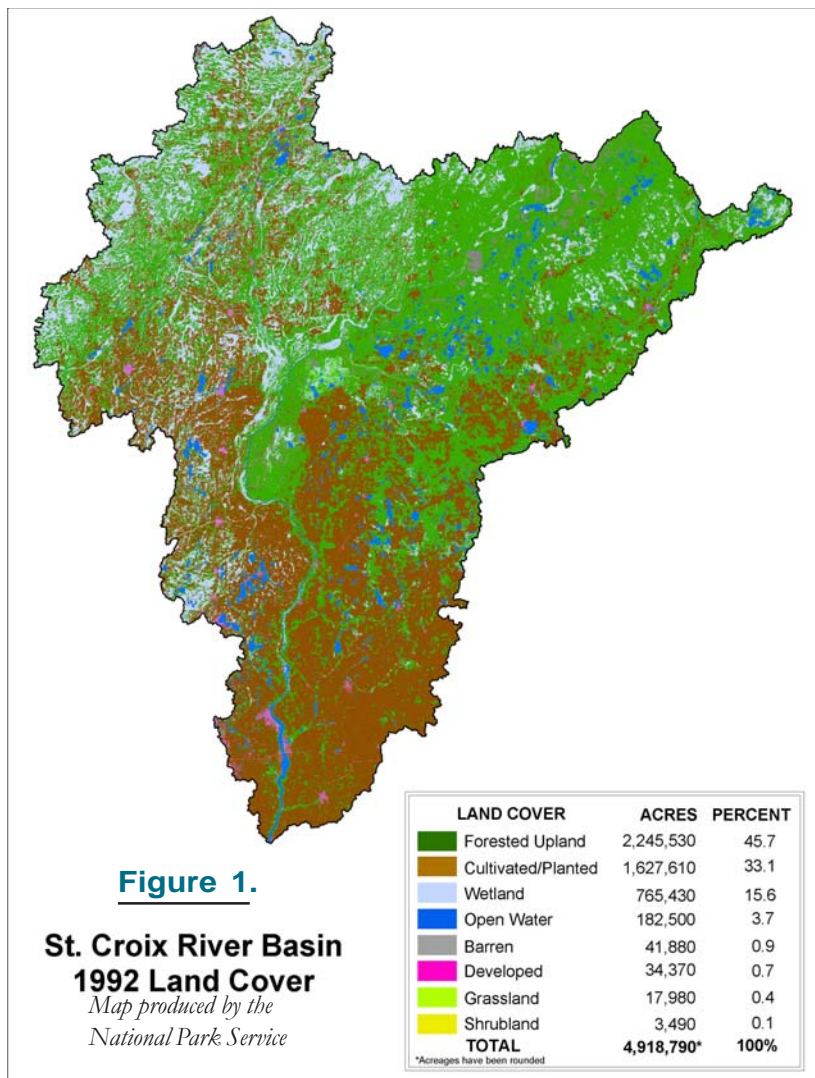 Figure 1.
St. Croix River Basin
1992 Land Cover
Map produced by the
National Park Service
LAND COVER ACRES PERCENT
Forested Upland 2,245,530 45.7
Cultivated/Planted 1,627,610 33.1
Wetland 765,430 15.6
Open Water 182,500 3.7
Barren 41,880 0.9
Developed 34,370 0.7
Grassland 17,980 0.4
Shrubland 3,490 0.1
TOTAL 4,918,790* 100%
*Acreages have been rounded